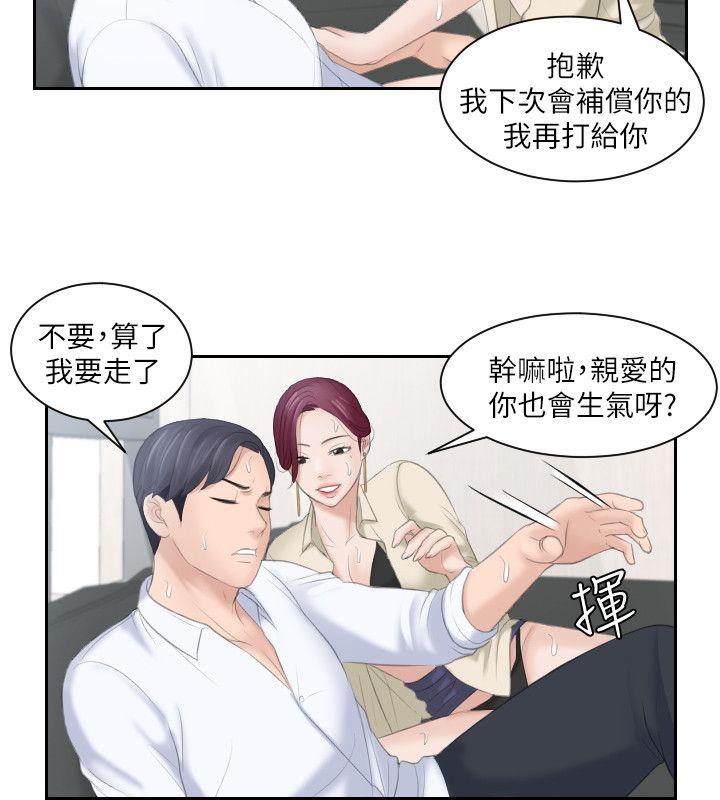 抱歉
我下次會補償你的
我再打給你
不要，算了
我要走了
幹嘛啦，親愛的
你也會生氣呀？
揮